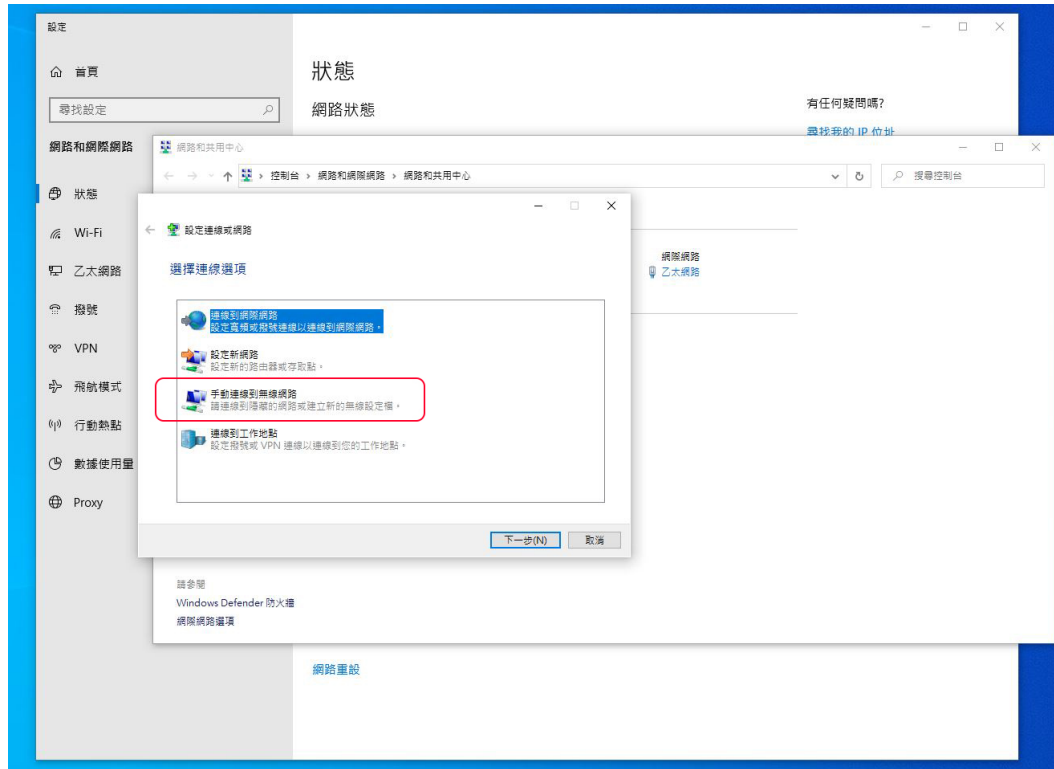 設定
首頁
尋找設定
網路和網際網路
狀態
Wi-Fi
乙太網路
撥號
VPN
飛航模式
行動熱點
數據使用量
Proxy
狀態
網路狀態
有任何疑問嗎?
尋找我的 IP 位址
網路和共用中心
控制台 › 網路和網際網路 › 網路和共用中心
搜尋控制台
網際網路
乙太網路
設定連線或網路
選擇連線選項
連線到網際網路
設定寬頻或撥號連線以連線到網際網路。
設定新網路
設定新的路由器或存取點。
手動連線到無線網路
請連線到隱藏的網路或建立新的無線設定檔。
連線到工作地點
設定撥號或 VPN 連線以連線到您的工作地點。
下一步(N)
取消
請參閱
Windows Defender 防火牆
網際網路選項
網路重設